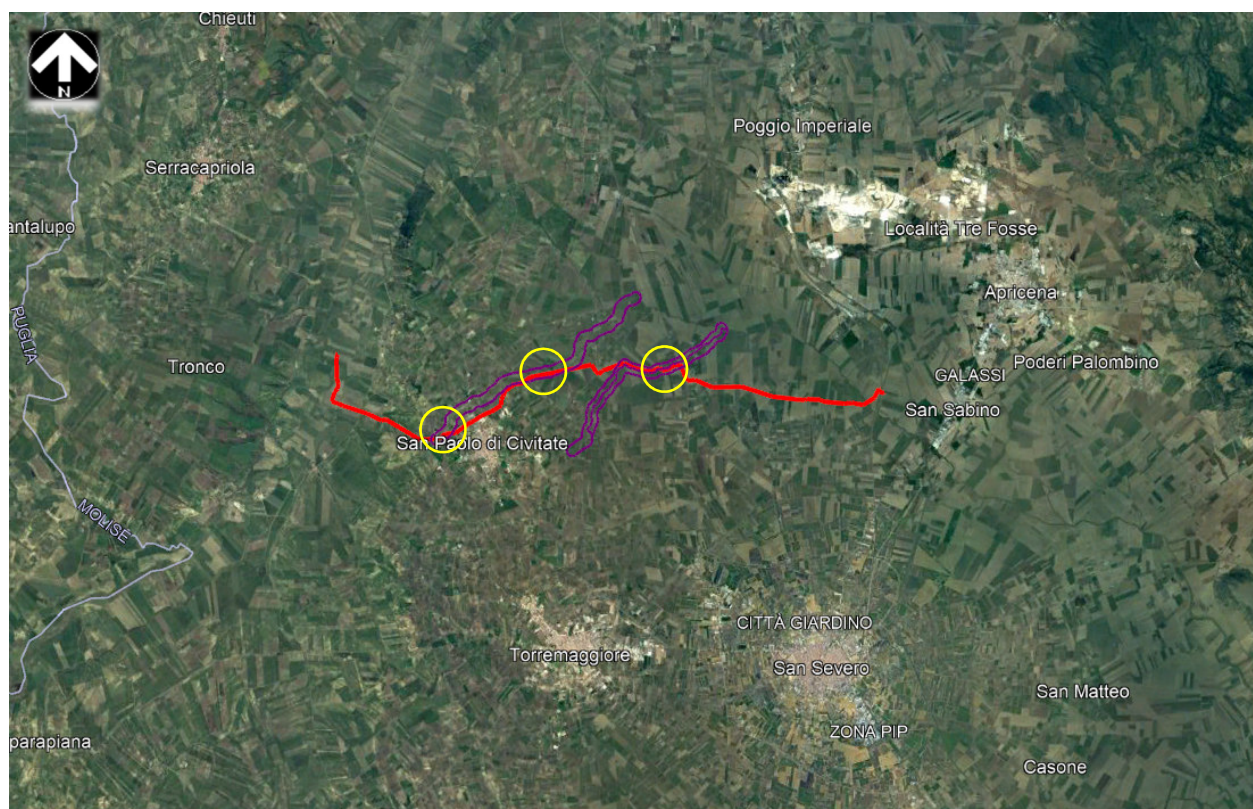 Chieuti
N
Poggio Imperiale
Serracapriola
antalupo
Località Tre Fosse
Apricena
PUGLIA
Tronco
Poderi Palombino
GALASSI
San Sabino
San Paolo di Civitate
MOLISE
CITTÀ GIARDINO
Torremaggiore
San Severo
San Matteo
ZONA PIP
parapiana
Casone